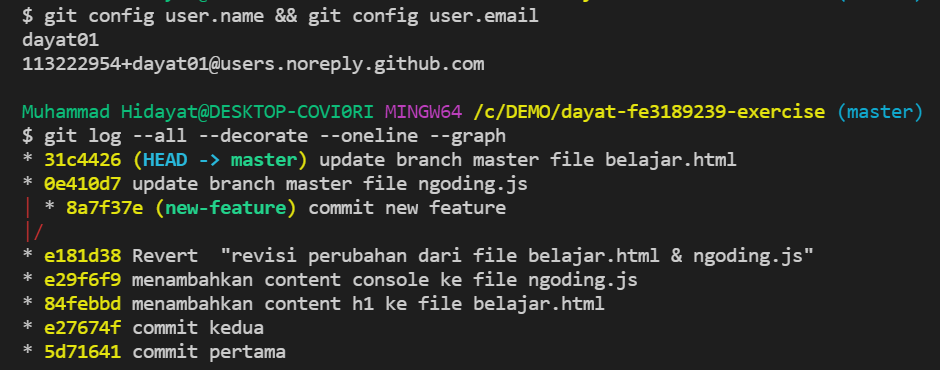 $ git config user.name && git config user.email
dayat01
113222954+dayat01@users.noreply.github.com
Muhammad Hidayat@DESKTOP-COVI0RI MINGW64 /c/DEMO/dayat-fe3189239-exercise (master)
$ git log --all --decorate --oneline --graph
* 31c4426 (HEAD -> master) update branch master file belajar.html
* 0e410d7 update branch master file ngoding.js
| * 8a7f37e (new-feature) commit new feature
|/
* e181d38 Revert  "revisi perubahan dari file belajar.html & ngoding.js"
* e29f6f9 menambahkan content console ke file ngoding.js
* 84febbd menambahkan content h1 ke file belajar.html
* e27674f commit kedua
* 5d71641 commit pertama